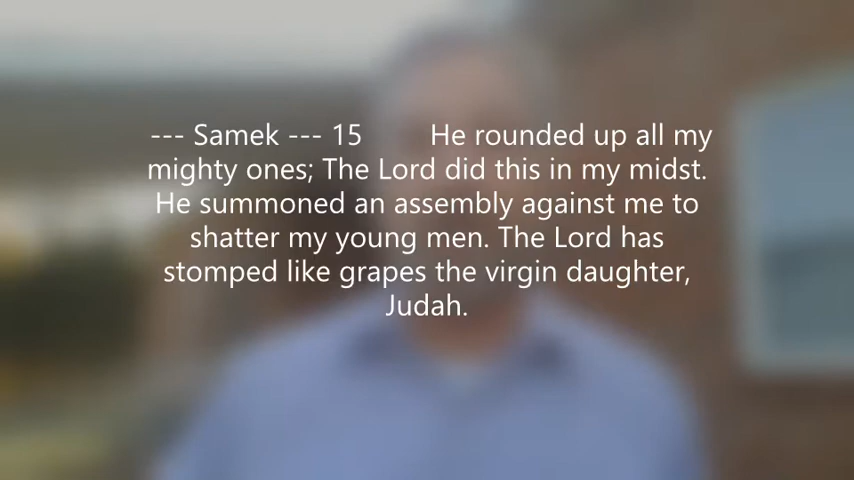 --- Samek --- 15 He rounded up all my
mighty ones; The Lord did this in my midst.
He summoned an assembly against me to
shatter my young men. The Lord has
stomped like grapes the virgin daughter,
Judah.